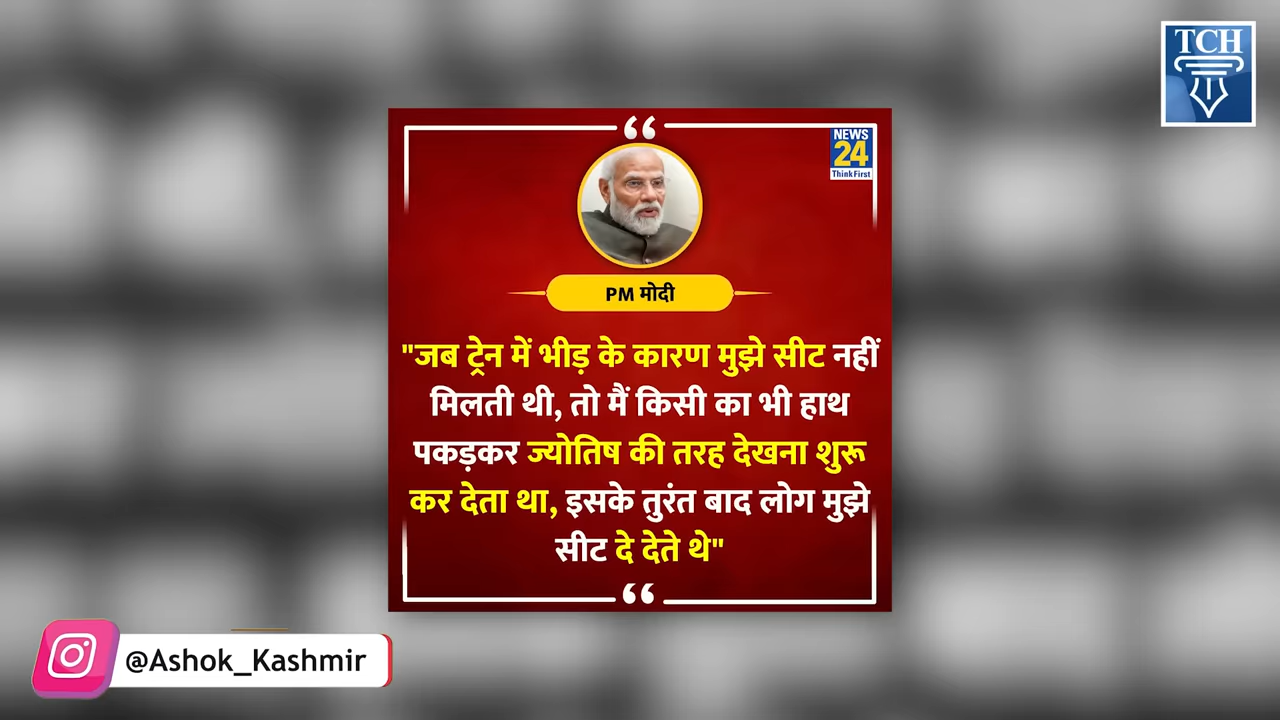 TCH
NEWS
24
Think First
PM मोदी
"जब ट्रेन में भीड़ के कारण मुझे सीट नहीं
मिलती थी, तो मैं किसी का भी हाथ
पकड़कर ज्योतिष की तरह देखना शुरू
कर देता था, इसके तुरंत बाद लोग मुझे
सीट दे देते थे"
@Ashok_Kashmir